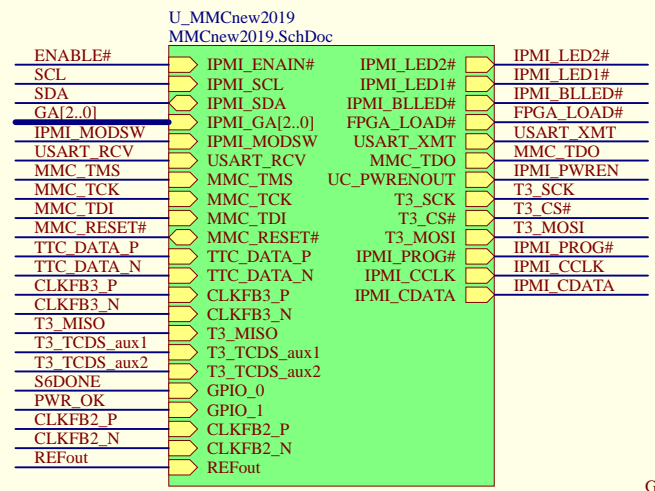 U_MMCnew2019
MMCnew2019.SchDoc
ENABLE# IPMI_ENAIN# IPMI_LED2# IPMI_LED2#
SCL IPMI_SCL IPMI_LED1# IPMI_LED1#
SDA IPMI_SDA IPMI_BLLED# IPMI_BLLED#
GA[2..0] IPMI_GA[2..0] FPGA_LOAD# FPGA_LOAD#
IPMI_MODSW IPMI_MODSW USART_XMT USART_XMT
USART_RCV USART_RCV MMC_TDO MMC_TDO
MMC_TMS MMC_TMS UC_PWRENOUT IPMI_PWREN
MMC_TCK MMC_TCK T3_SCK T3_SCK
MMC_TDI MMC_TDI T3_CS# T3_CS#
MMC_RESET# MMC_RESET# T3_MOSI T3_MOSI
TTC_DATA_P TTC_DATA_P IPMI_PROG# IPMI_PROG#
TTC_DATA_N TTC_DATA_N IPMI_CCLK IPMI_CCLK
CLKFB3_P CLKFB3_P IPMI_CDATA IPMI_CDATA
CLKFB3_N CLKFB3_N
T3_MISO T3_MISO
T3_TCDS_aux1 T3_TCDS_aux1
T3_TCDS_aux2 T3_TCDS_aux2
S6DONE GPIO_0
PWR_OK GPIO_1
CLKFB2_P CLKFB2_P
CLKFB2_N CLKFB2_N
REFout REFout
G